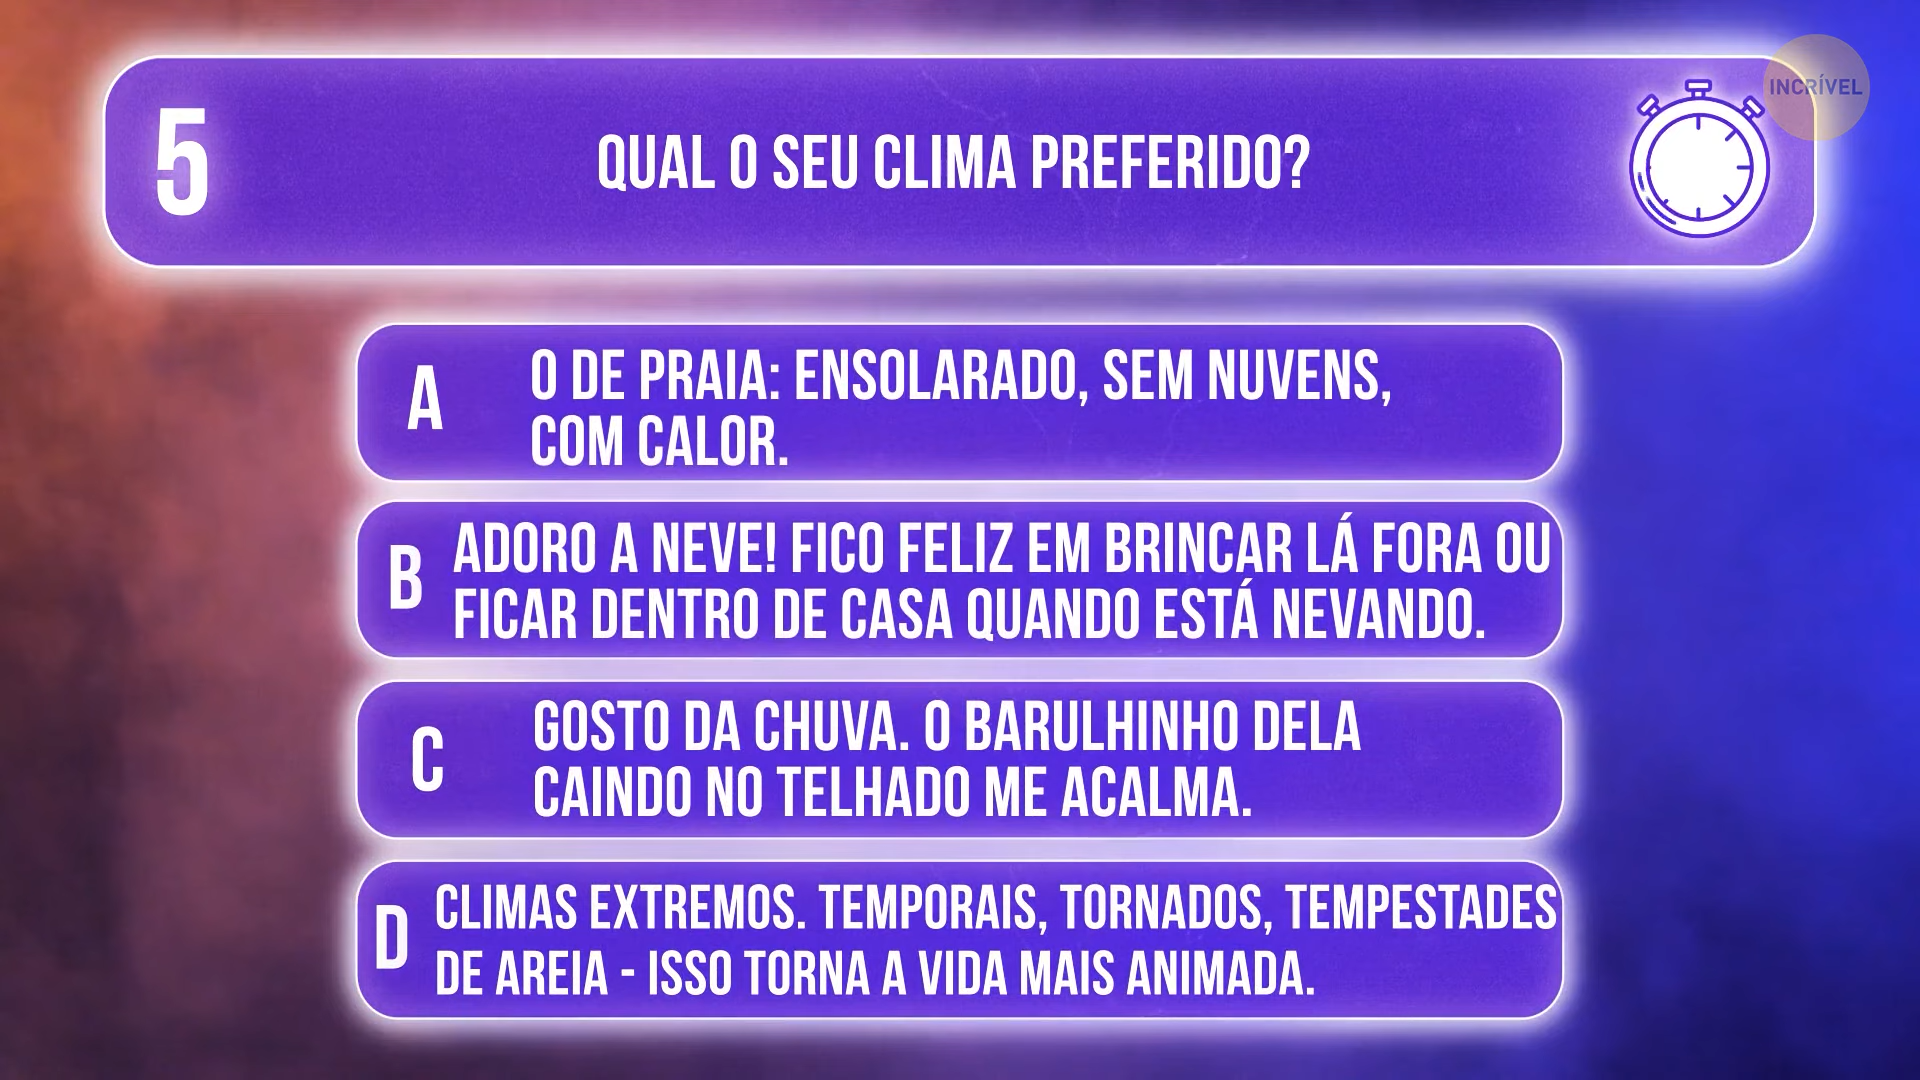 INCRÍVEL
5
QUAL O SEU CLIMA PREFERIDO?
A
O DE PRAIA: ENSOLARADO, SEM NUVENS,
COM CALOR.
B
ADORO A NEVE! FICO FELIZ EM BRINCAR LÁ FORA OU
FICAR DENTRO DE CASA QUANDO ESTÁ NEVANDO.
C
GOSTO DA CHUVA. O BARULHINHO DELA
CAINDO NO TELHADO ME ACALMA.
D
CLIMAS EXTREMOS. TEMPORAIS, TORNADOS, TEMPESTADES
DE AREIA - ISSO TORNA A VIDA MAIS ANIMADA.